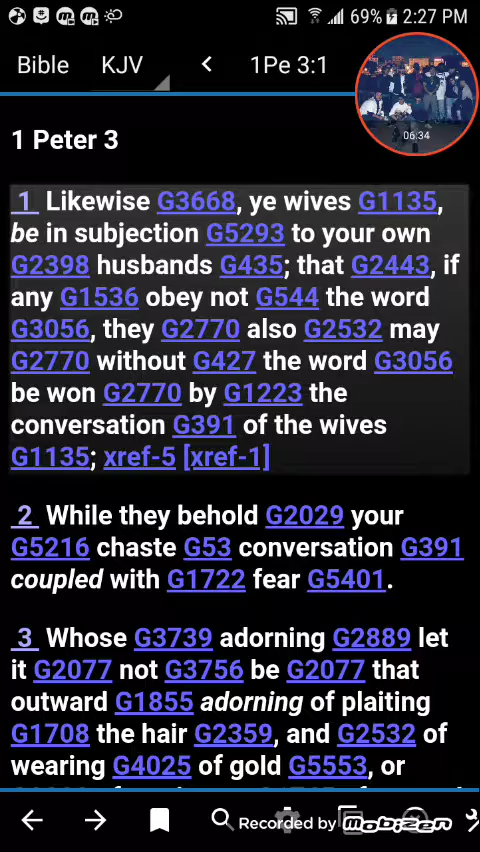 69% 2:27 PM
Bible KJV < 1Pe 3:1
06:34
1 Peter 3
1 Likewise G3668, ye wives G1135,
be in subjection G5293 to your own
G2398 husbands G435; that G2443, if
any G1536 obey not G544 the word
G3056, they G2770 also G2532 may
G2770 without G427 the word G3056
be won G2770 by G1223 the
conversation G391 of the wives
G1135; xref-5 [xref-1]
2 While they behold G2029 your
G5216 chaste G53 conversation G391
coupled with G1722 fear G5401.
3 Whose G3739 adorning G2889 let
it G2077 not G3756 be G2077 that
outward G1855 adorning of plaiting
G1708 the hair G2359, and G2532 of
wearing G4025 of gold G5553, or
Recorded by mobizen